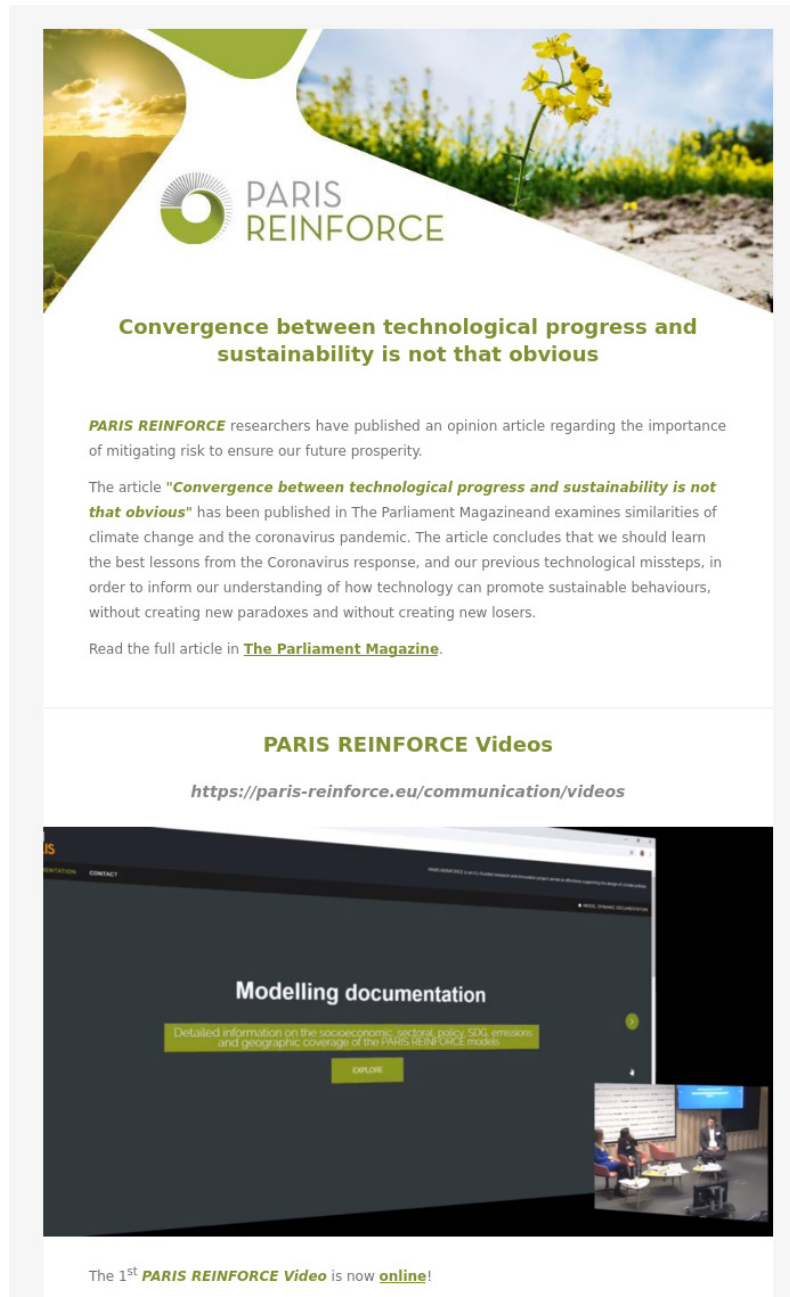 PARIS
REINFORCE
Convergence between technological progress and
sustainability is not that obvious
PARIS REINFORCE researchers have published an opinion article regarding the importance
of mitigating risk to ensure our future prosperity.
The article "Convergence between technological progress and sustainability is not
that obvious" has been published in The Parliament Magazineand examines similarities of
climate change and the coronavirus pandemic. The article concludes that we should learn
the best lessons from the Coronavirus response, and our previous technological missteps, in
order to inform our understanding of how technology can promote sustainable behaviours,
without creating new paradoxes and without creating new losers.
Read the full article in The Parliament Magazine.
PARIS REINFORCE Videos
https://paris-reinforce.eu/communication/videos
IS
MENTATION CONTACT
MODEL DYNAMIC DOCUMENTATION
Modelling documentation
Detailed information on the socioeconomic, sectoral, policy, SDG, emissions
and geographic coverage of the PARIS REINFORCE models
EXPLORE
The 1st PARIS REINFORCE Video is now online!